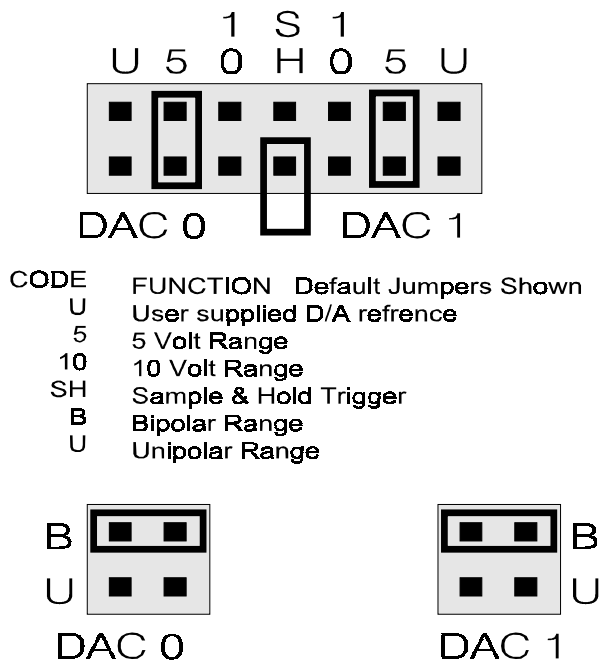 1 S 1
U 5 0 H 0 5 U
DAC 0 DAC 1
CODE FUNCTION Default Jumpers Shown
U User supplied D/A refrence
5 5 Volt Range
10 10 Volt Range
SH Sample & Hold Trigger
B Bipolar Range
U Unipolar Range
B B
U U
DAC 0 DAC 1